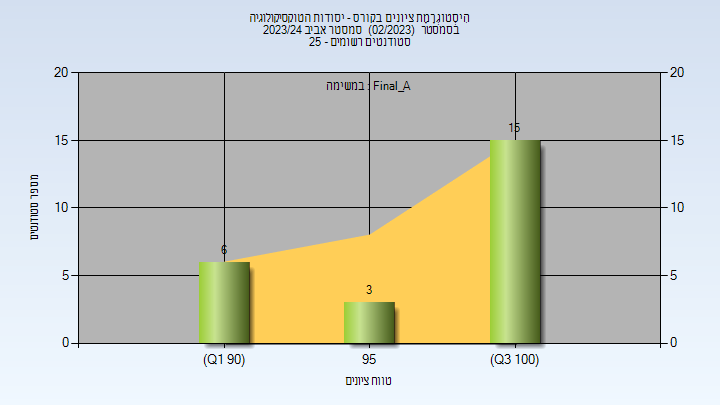 היסטוגרמת ציונים בקורס - יסודות הטוקסיקולוגיה
בסמסטר (02/2023) סמסטר אביב 2023/24
סטודנטים רשומים - 25
במשימה : Final_A
20
20
15
15
15
10
10
5
5
0
0
6
3
מספר סטודנטים
(Q1 90)
95
(Q3 100)
טווח ציונים